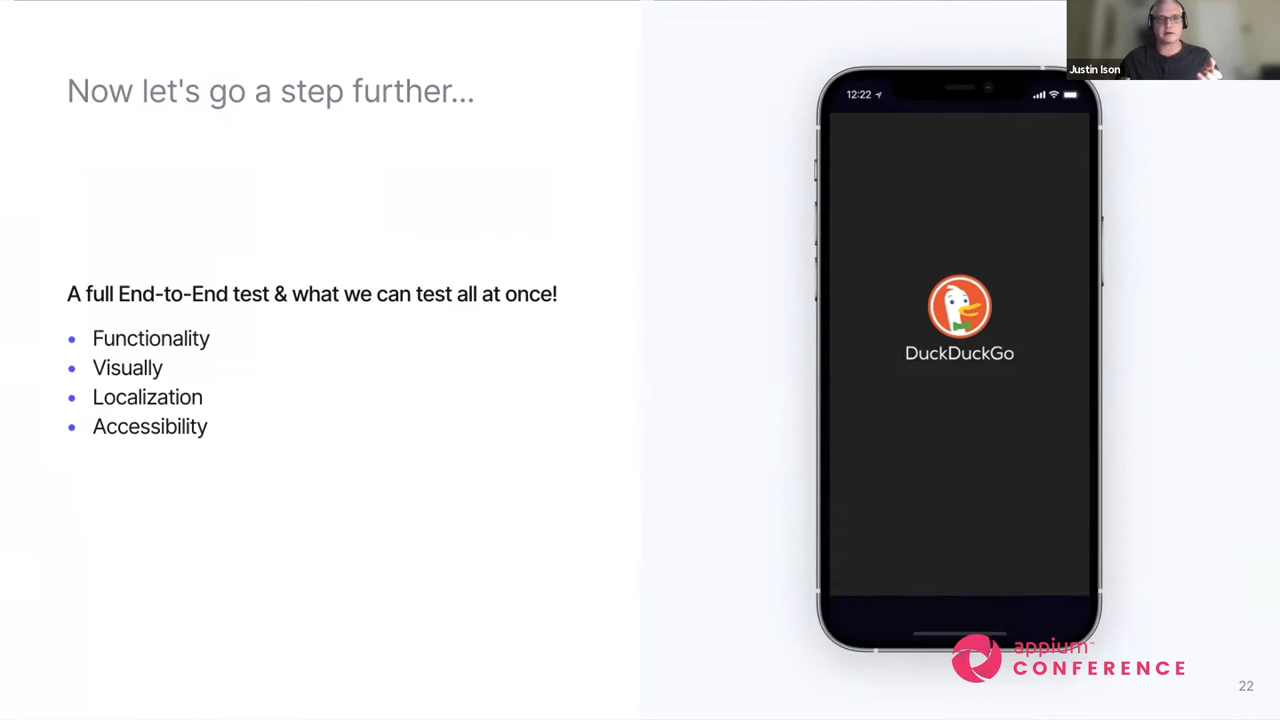 Now let's go a step further...
A full End-to-End test & what we can test all at once!
• Functionality
• Visually
• Localization
• Accessibility
Justin Ison
12:22
DuckDuckGo
appium™
CONFERENCE
22